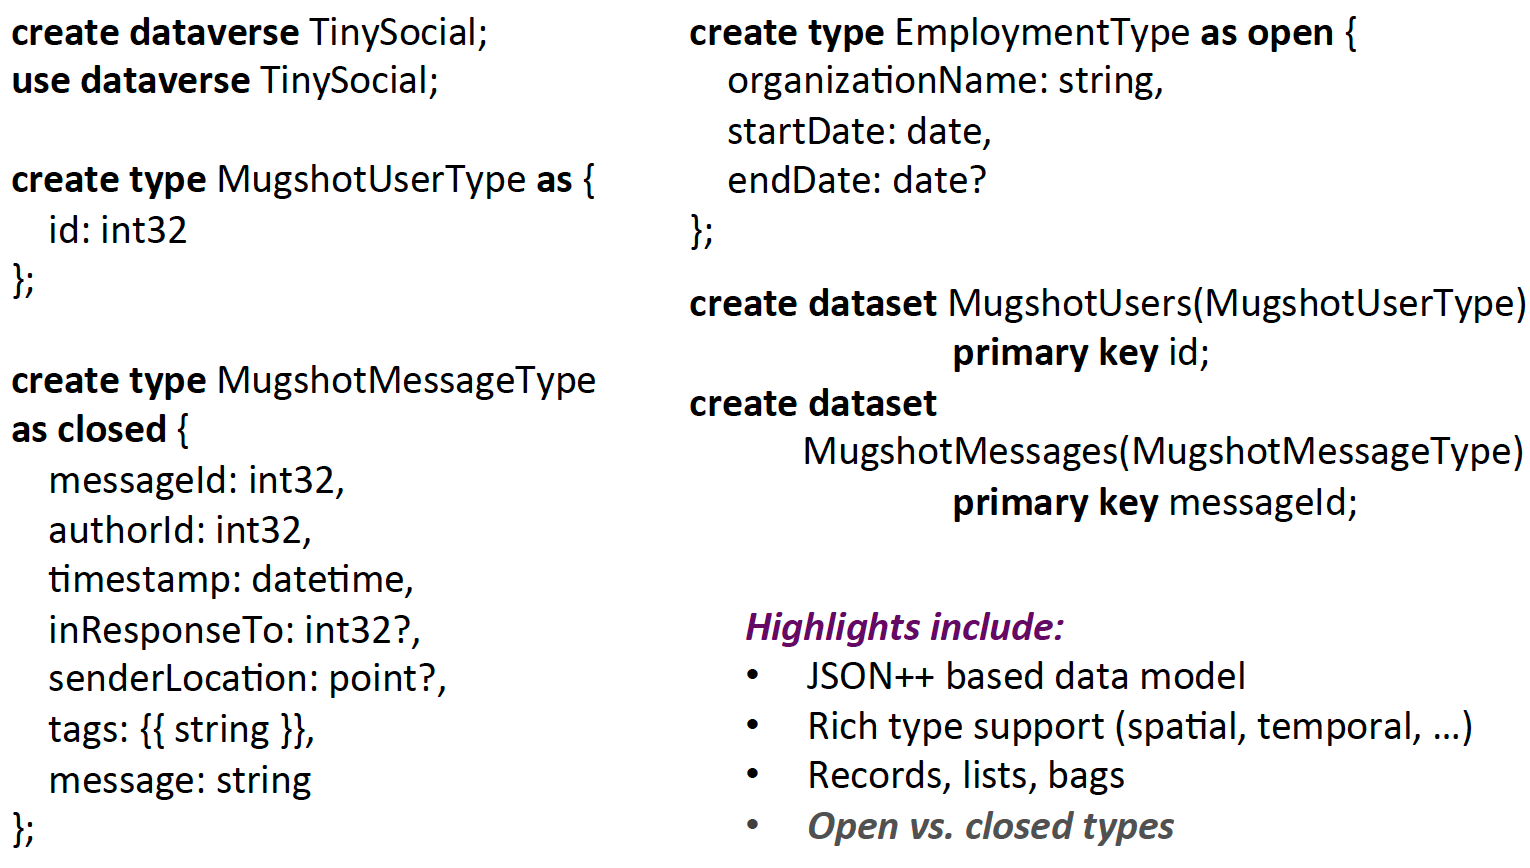 create dataverse TinySocial;
use dataverse TinySocial;
create type MugshotUserType as {
id: int32
};
create type MugshotMessageType
as closed {
messageId: int32,
authorId: int32,
timestamp: datetime,
inResponseTo: int32?,
senderLocation: point?,
tags: {{ string }},
message: string
};
create type EmploymentType as open {
organizationName: string,
startDate: date,
endDate: date?
};
create dataset MugshotUsers(MugshotUserType)
primary key id;
create dataset
MugshotMessages(MugshotMessageType)
primary key messageId;
Highlights include:
• JSON++ based data model
• Rich type support (spatial, temporal, …)
• Records, lists, bags
• Open vs. closed types